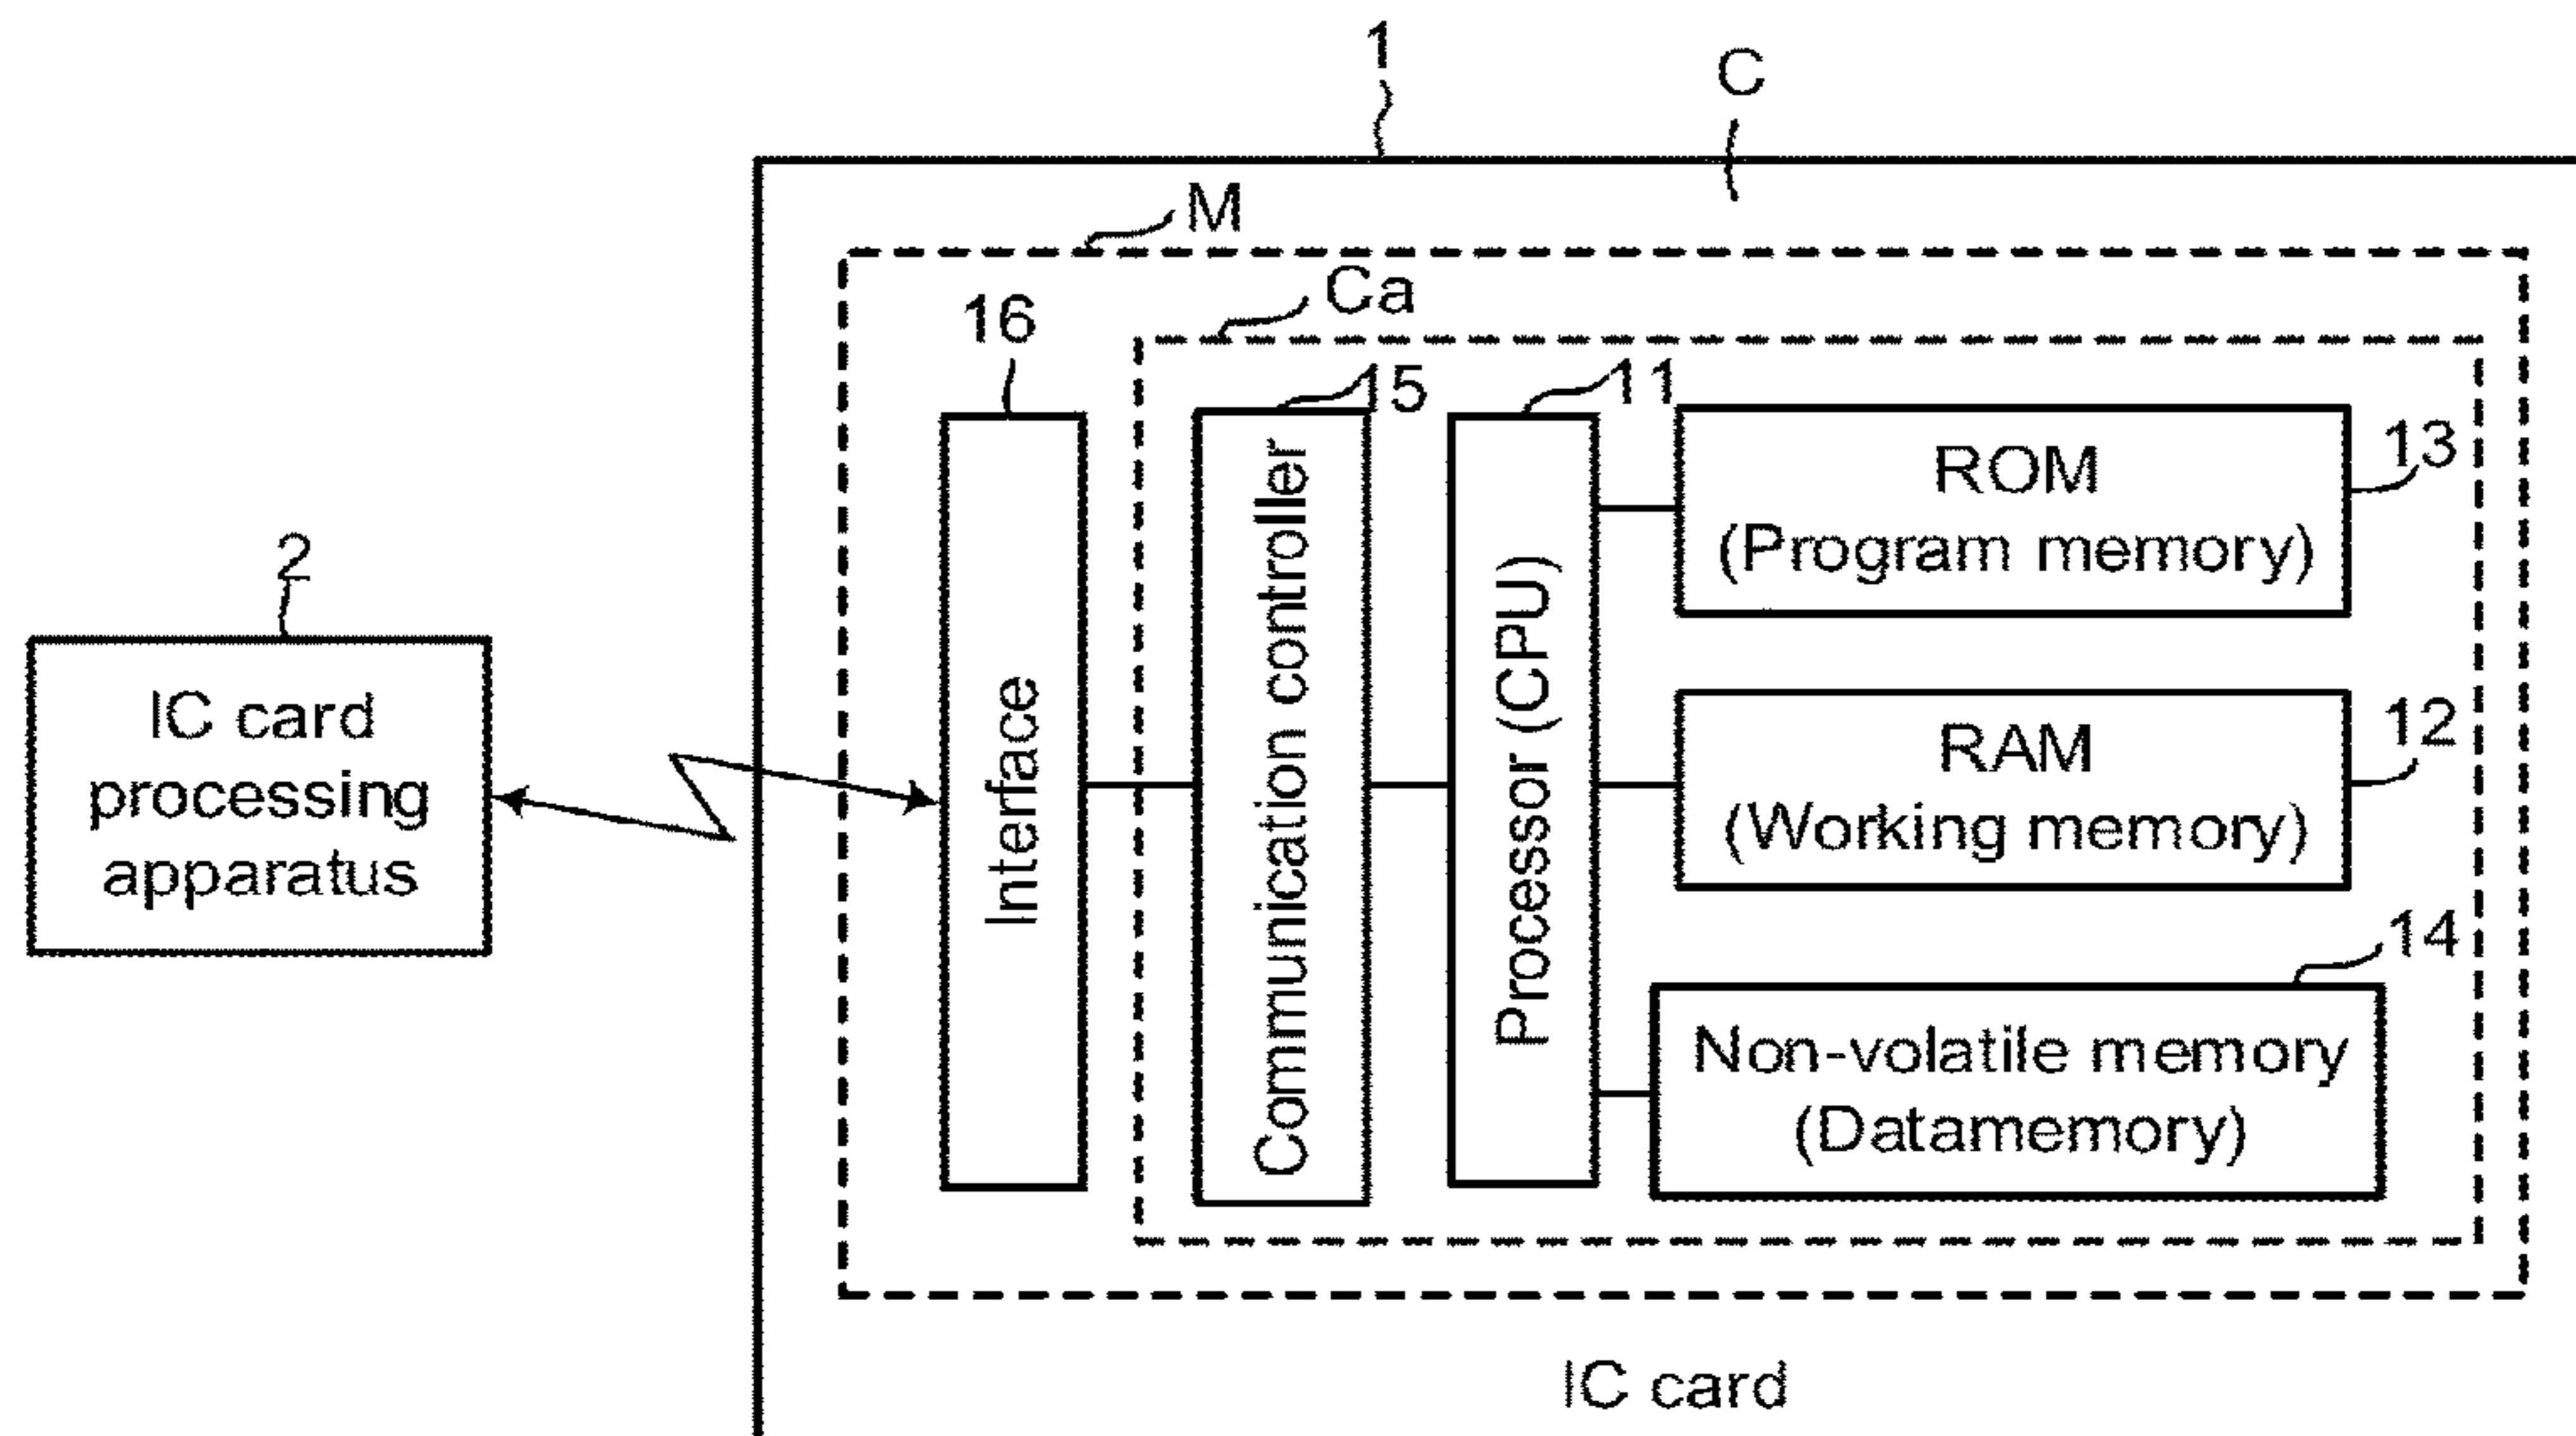 1
C
M
Ca
16
15
11
ROM
(Program memory)
13
2
IC card
processing
apparatus
Interface
Communication controller
Processor (CPU)
RAM
(Working memory)
12
14
Non-volatile memory
(Datamemory)
IC card